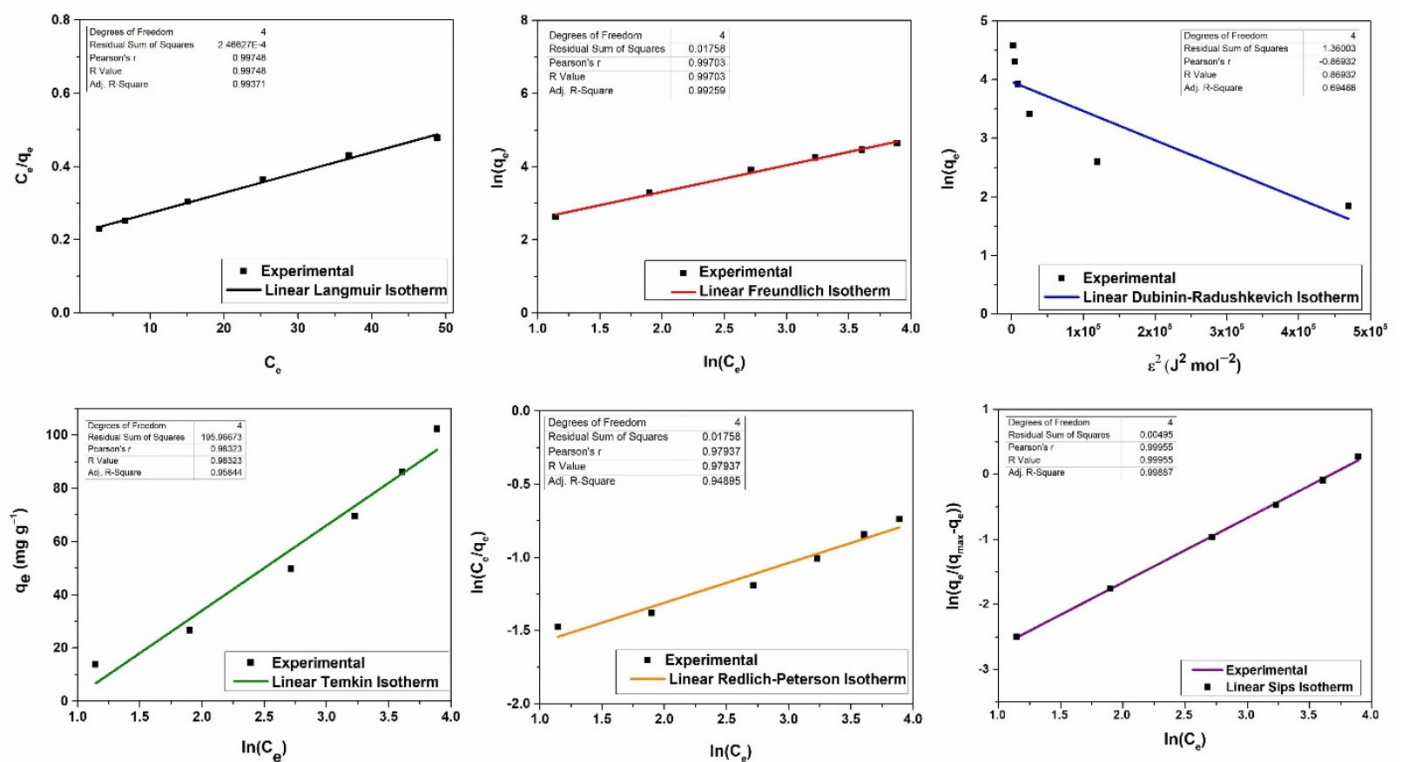 Degrees of Freedom 4
Residual Sum of Squares 2.46627E-4
Pearson's r 0.99748
R Value 0.99748
Adj. R-Square 0.99371
0.8
0.6
0.4
0.2
0.0
C_e/q_e
Experimental
Linear Langmuir Isotherm
10 20 30 40 50
C_e
Degrees of Freedom 4
Residual Sum of Squares 0.01758
Pearson's r 0.99703
R Value 0.99703
Adj. R-Square 0.99259
8
6
4
2
0
ln(q_e)
Experimental
Linear Freundlich Isotherm
1.0 1.5 2.0 2.5 3.0 3.5 4.0
ln(C_e)
Degrees of Freedom 4
Residual Sum of Squares 1.36003
Pearson's r -0.86932
R Value 0.86932
Adj. R-Square 0.69486
5
4
3
2
1
0
ln(q_e)
Experimental
Linear Dubinin-Radushkevich Isotherm
0 1x10⁵ 2x10⁵ 3x10⁵ 4x10⁵ 5x10⁵
ε² (J² mol⁻²)
Degrees of Freedom 4
Residual Sum of Squares 195.96673
Pearson's r 0.98323
R Value 0.98323
Adj. R-Square 0.95844
100
80
60
40
20
0
q_e (mg g⁻¹)
Experimental
Linear Temkin Isotherm
1.0 1.5 2.0 2.5 3.0 3.5 4.0
ln(C_e)
Degrees of Freedom 4
Residual Sum of Squares 0.01758
Pearson's r 0.97937
R Value 0.97937
Adj. R-Square 0.94895
0.0
-0.5
-1.0
-1.5
-2.0
ln(C_e/q_e)
Experimental
Linear Redlich-Peterson Isotherm
1.0 1.5 2.0 2.5 3.0 3.5 4.0
ln(C_e)
Degrees of Freedom 4
Residual Sum of Squares 0.00495
Pearson's r 0.99955
R Value 0.99955
Adj. R-Square 0.99887
1
0
-1
-2
-3
ln(q_e/(q_max-q_e))
Experimental
Linear Sips Isotherm
1.0 1.5 2.0 2.5 3.0 3.5 4.0
ln(C_e)